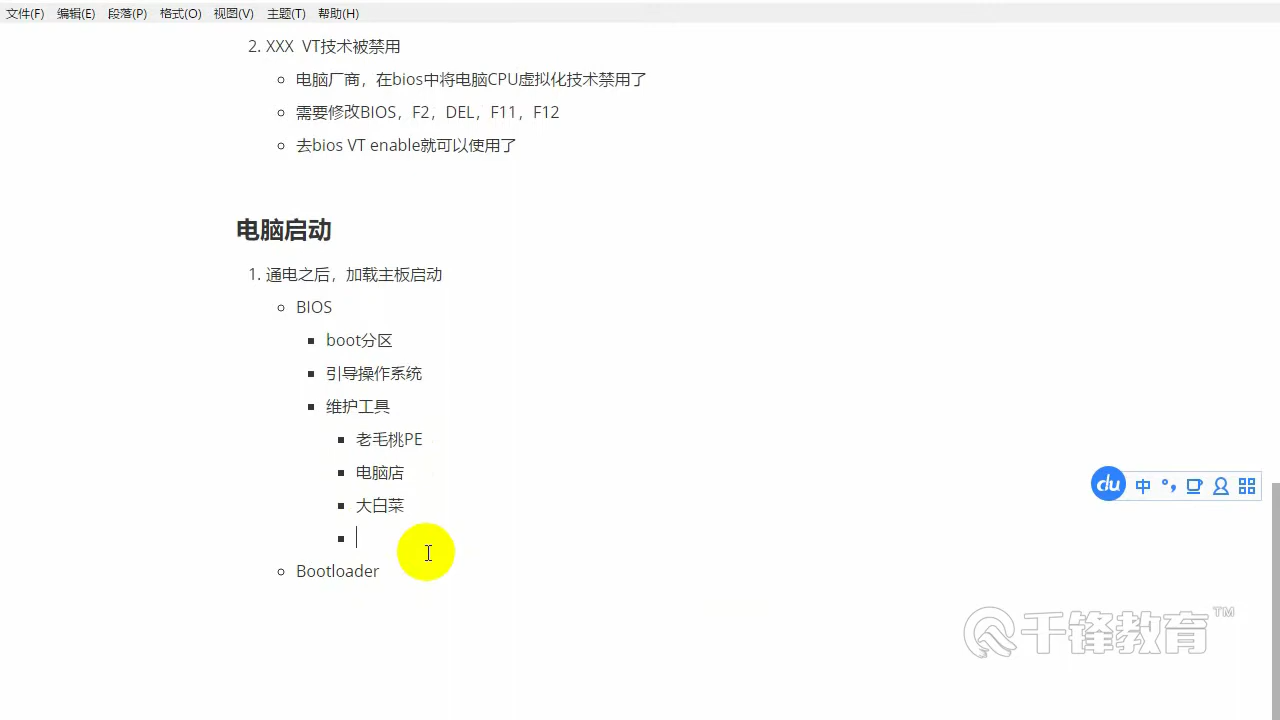 文件(F) 编辑(E) 段落(P) 格式(O) 视图(V) 主题(T) 帮助(H)
2. XXX VT技术被禁用
电脑厂商，在bios中将电脑CPU虚拟化技术禁用了
需要修改BIOS，F2，DEL，F11，F12
去bios VT enable就可以使用了
电脑启动
1. 通电之后，加载主板启动
BIOS
boot分区
引导操作系统
维护工具
老毛桃PE
电脑店
大白菜
Bootloader
du 中 °,
千锋教育™